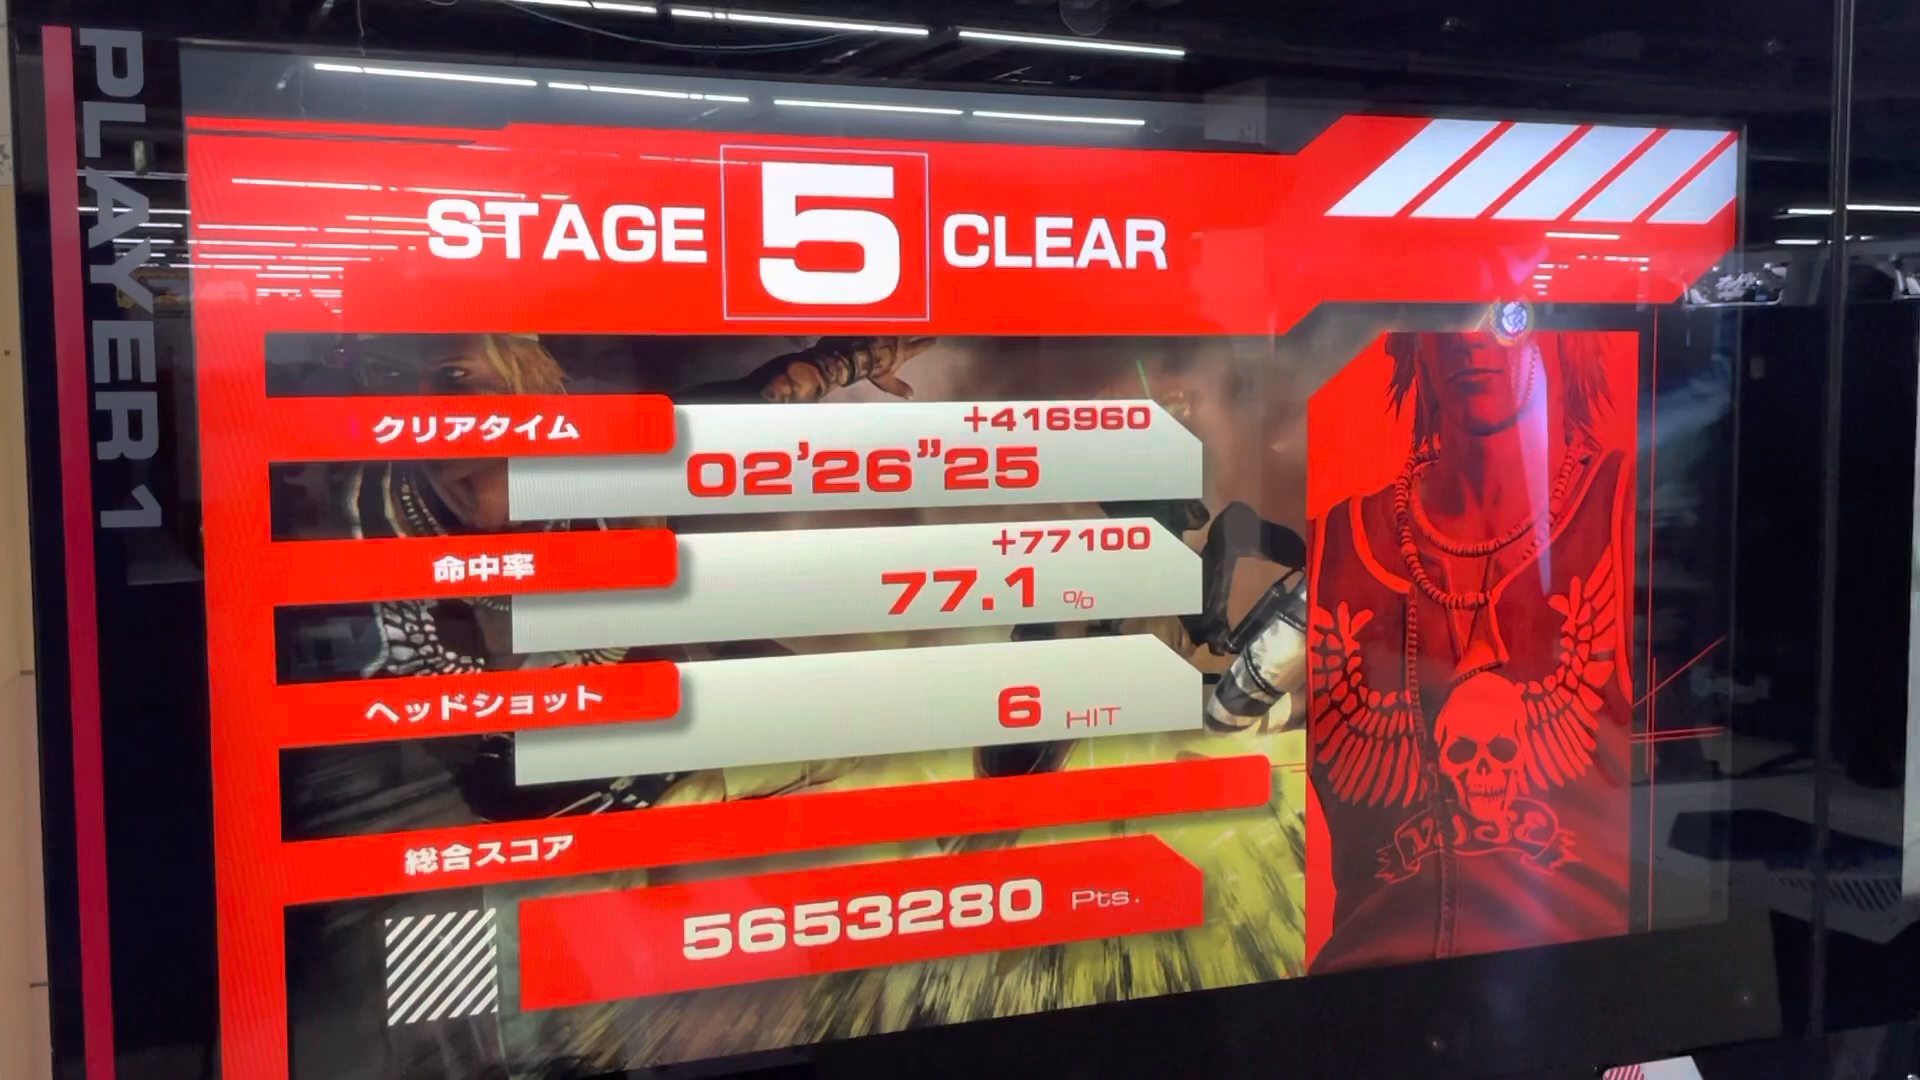 PLAYER 1
STAGE 5 CLEAR
クリアタイム
+416960
02'26"25
命中率
+77100
77.1 %
ヘッドショット
6 HIT
総合スコア
5653280 Pts.